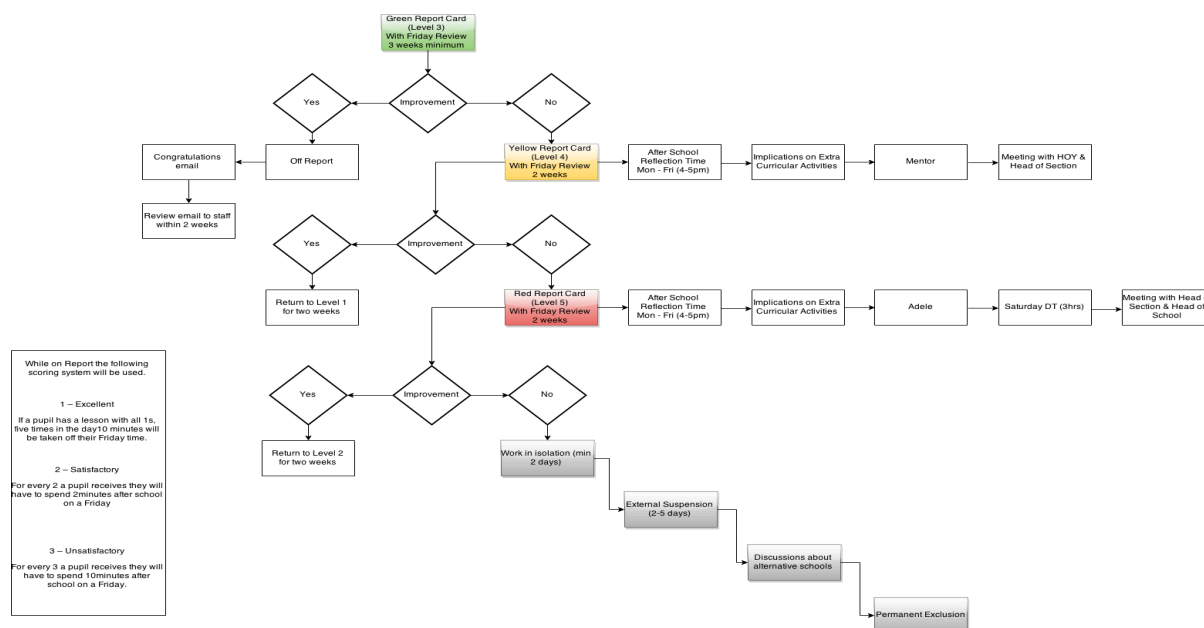 Green Report Card
(Level 3)
With Friday Review
3 weeks minimum
Yes
Improvement
No
Congratulations
email
Off Report
Yellow Report Card
(Level 4)
With Friday Review
2 weeks
After School
Reflection Time
Mon - Fri (4-5pm)
Implications on Extra
Curricular Activities
Mentor
Meeting with HOY &
Head of Section
Review email to staff
within 2 weeks
Yes
Improvement
No
Return to Level 1
for two weeks
Red Report Card
(Level 5)
With Friday Review
2 weeks
After School
Reflection Time
Mon - Fri (4-5pm)
Implications on Extra
Curricular Activities
Adele
Saturday DT (3hrs)
Meeting with Head
Section & Head of
School
While on Report the following
scoring system will be used.
1 – Excellent
If a pupil has a lesson with all 1s,
five times in the day10 minutes will
be taken off their Friday time.
2 – Satisfactory
For every 2 a pupil receives they will
have to spend 2minutes after school
on a Friday
3 – Unsatisfactory
For every 3 a pupil receives they will
have to spend 10minutes after
school on a Friday.
Yes
Improvement
No
Return to Level 2
for two weeks
Work in isolation (min
2 days)
External Suspension
(2-5 days)
Discussions about
alternative schools
Permanent Exclusion